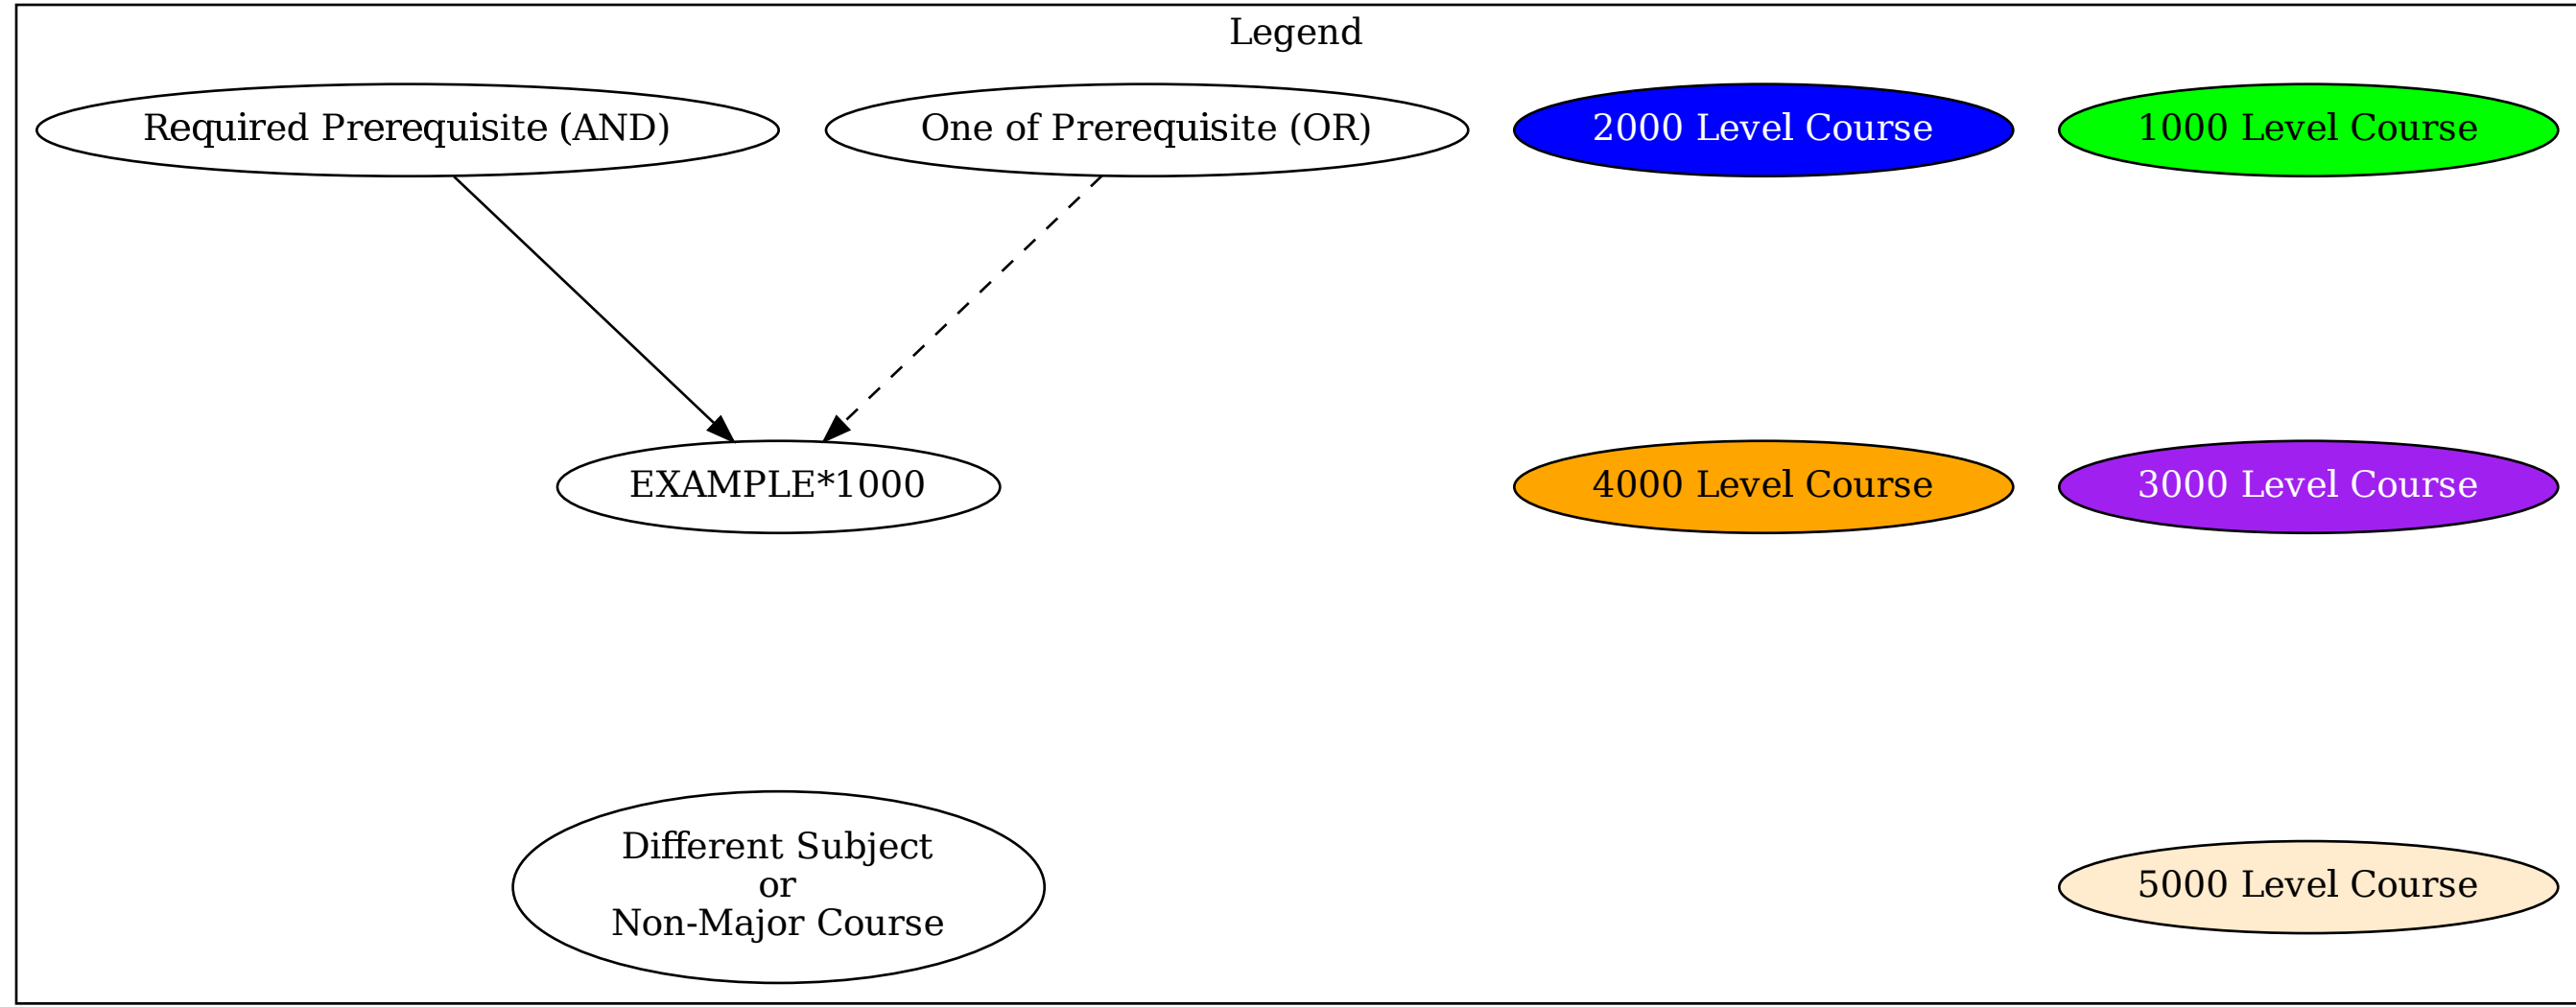 Legend
Required Prerequisite (AND)
One of Prerequisite (OR)
2000 Level Course
1000 Level Course
EXAMPLE*1000
4000 Level Course
3000 Level Course
Different Subject
or
Non-Major Course
5000 Level Course